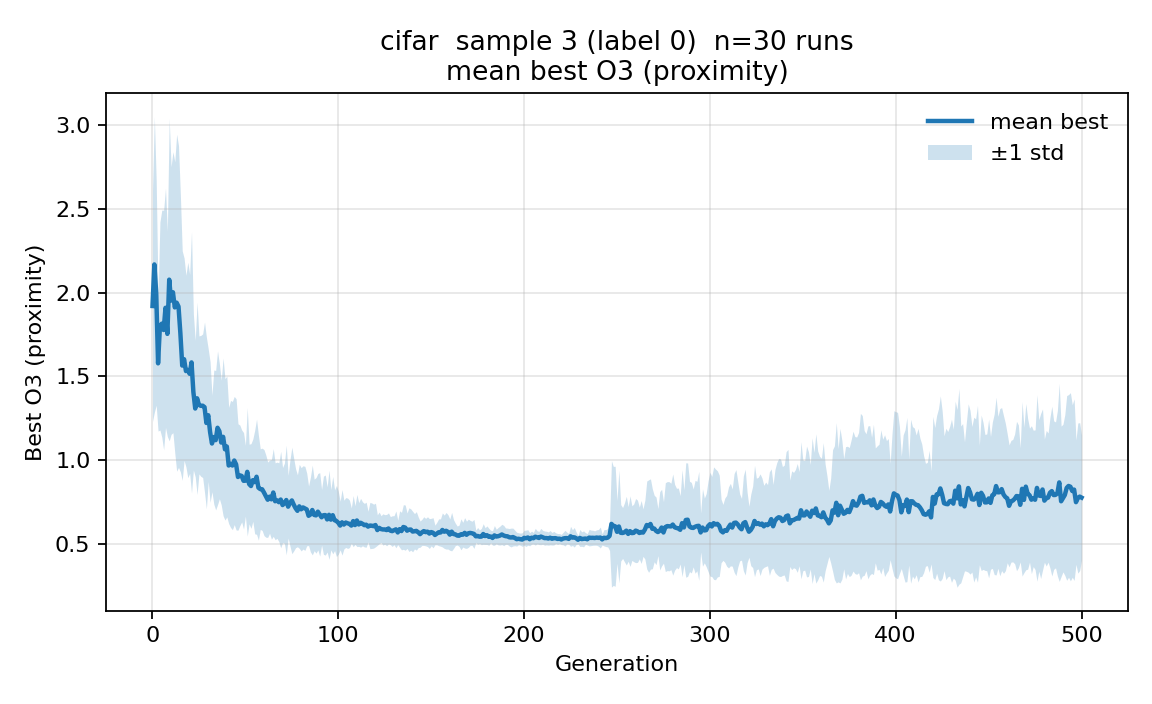 cifar  sample 3 (label 0)  n=30 runs
mean best O3 (proximity)
mean best
±1 std
Best O3 (proximity)
3.0
2.5
2.0
1.5
1.0
0.5
0 100 200 300 400 500
Generation